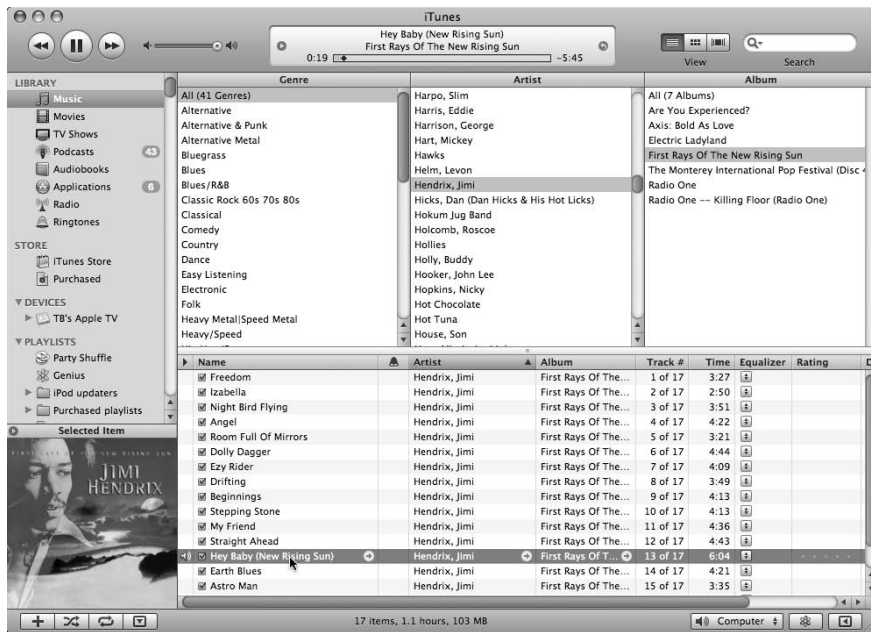 iTunes
Hey Baby (New Rising Sun)
First Rays Of The New Rising Sun
0:19 -5:45
View
Search
LIBRARY
Music
Movies
TV Shows
Podcasts 43
Audiobooks
Applications 6
Radio
Ringtones
STORE
iTunes Store
Purchased
DEVICES
TB's Apple TV
PLAYLISTS
Party Shuffle
Genius
iPod updaters
Purchased playlists
Genre
All (41 Genres)
Alternative
Alternative & Punk
Alternative Metal
Bluegrass
Blues
Blues/R&B
Classic Rock 60s 70s 80s
Classical
Comedy
Country
Dance
Easy Listening
Electronic
Folk
Heavy Metal|Speed Metal
Heavy/Speed
Artist
Harpo, Slim
Harris, Eddie
Harrison, George
Hart, Mickey
Hawks
Helm, Levon
Hendrix, Jimi
Hicks, Dan (Dan Hicks & His Hot Licks)
Hokum Jug Band
Holcomb, Roscoe
Hollies
Holly, Buddy
Hooker, John Lee
Hopkins, Nicky
Hot Chocolate
Hot Tuna
House, Son
Album
All (7 Albums)
Are You Experienced?
Axis: Bold As Love
Electric Ladyland
First Rays Of The New Rising Sun
The Monterey International Pop Festival (Disc 4
Radio One
Radio One -- Killing Floor (Radio One)
Name Artist Album Track # Time Equalizer Rating
Freedom Hendrix, Jimi First Rays Of The... 1 of 17 3:27
Izabella Hendrix, Jimi First Rays Of The... 2 of 17 2:50
Night Bird Flying Hendrix, Jimi First Rays Of The... 3 of 17 3:51
Angel Hendrix, Jimi First Rays Of The... 4 of 17 4:22
Room Full Of Mirrors Hendrix, Jimi First Rays Of The... 5 of 17 3:21
Dolly Dagger Hendrix, Jimi First Rays Of The... 6 of 17 4:44
Ezy Rider Hendrix, Jimi First Rays Of The... 7 of 17 4:09
Drifting Hendrix, Jimi First Rays Of The... 8 of 17 3:49
Beginnings Hendrix, Jimi First Rays Of The... 9 of 17 4:13
Stepping Stone Hendrix, Jimi First Rays Of The... 10 of 17 4:13
My Friend Hendrix, Jimi First Rays Of The... 11 of 17 4:36
Straight Ahead Hendrix, Jimi First Rays Of The... 12 of 17 4:43
Hey Baby (New Rising Sun) Hendrix, Jimi First Rays Of T... 13 of 17 6:04
Earth Blues Hendrix, Jimi First Rays Of The... 14 of 17 4:21
Astro Man Hendrix, Jimi First Rays Of The... 15 of 17 3:35
Selected Item
FIRST RAYS OF THE NEW RISING SUN
JIMI
HENDRIX
17 items, 1.1 hours, 103 MB
Computer